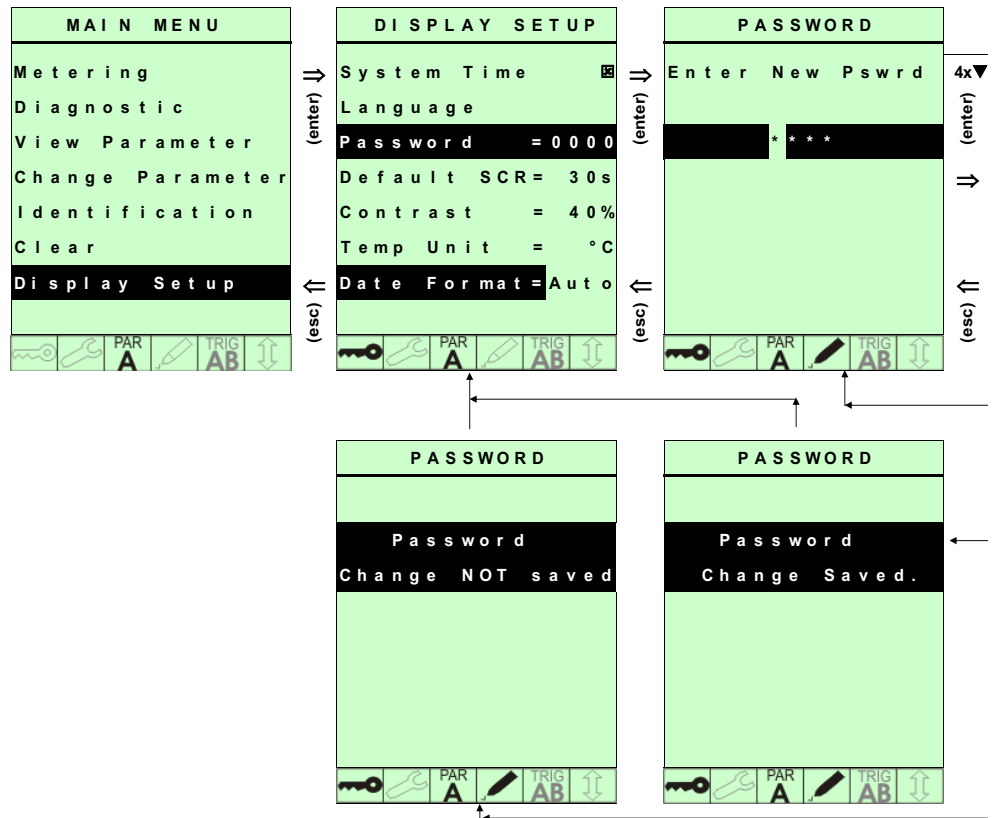 MAIN MENU
Metering
Diagnostic
View Parameter
Change Parameter
Identification
Clear
Display Setup
PAR
A
TRIG
AB
(enter)
(esc)
DISPLAY SETUP
System Time
Language
Password =0000
Default SCR= 30s
Contrast = 40%
Temp Unit = °C
Date Format=Auto
PAR
A
TRIG
AB
(enter)
(esc)
PASSWORD
Enter New Pswrd
****
PAR
A
TRIG
AB
4x▼
(enter)
(esc)
PASSWORD
Password
Change NOT saved
PAR
A
TRIG
AB
PASSWORD
Password
Change Saved.
PAR
A
TRIG
AB